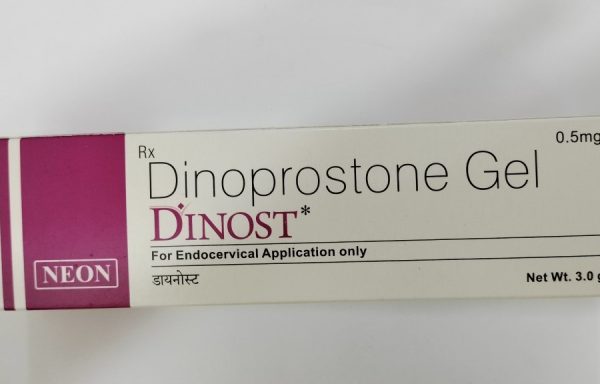 Rx
0.5mg
Dinoprostone Gel
DINOST*
For Endocervical Application only
डायनोस्ट
NEON
Net Wt. 3.0 g